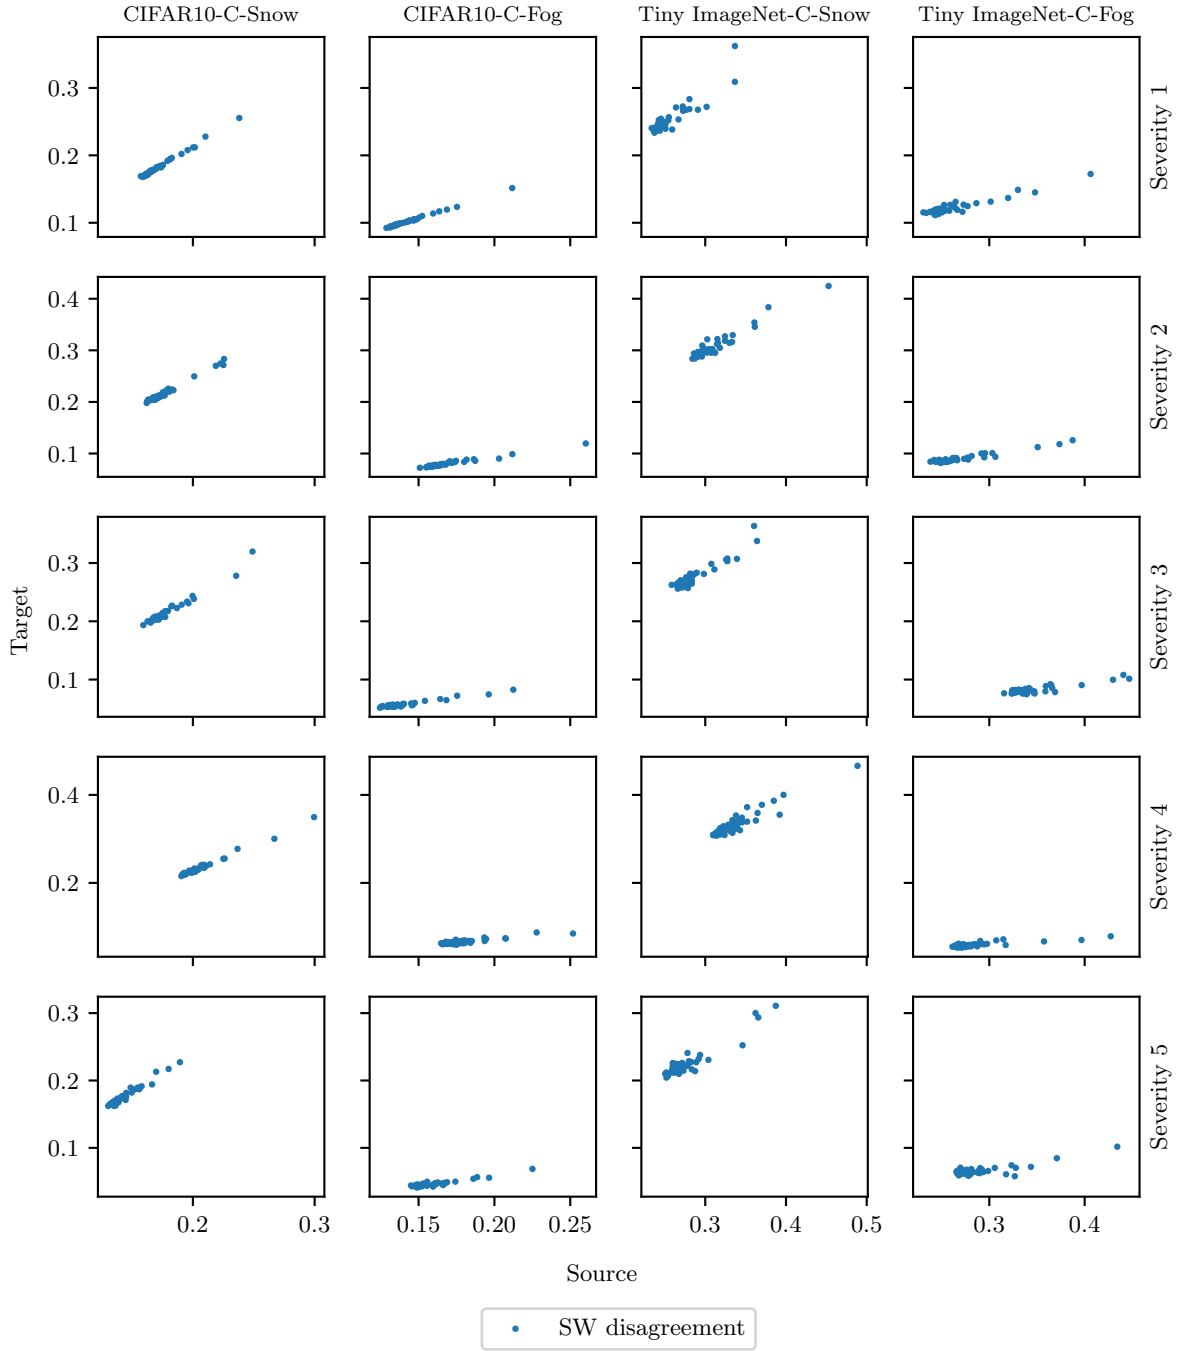 CIFAR10-C-Snow CIFAR10-C-Fog Tiny ImageNet-C-Snow Tiny ImageNet-C-Fog
0.3
0.2
0.1
Severity 1
0.4
0.3
0.2
0.1
Severity 2
0.3
0.2
0.1
Severity 3
Target
0.4
0.2
Severity 4
0.3
0.2
0.1
Severity 5
0.2 0.3 0.15 0.20 0.25 0.3 0.4 0.5 0.3 0.4
Source
SW disagreement